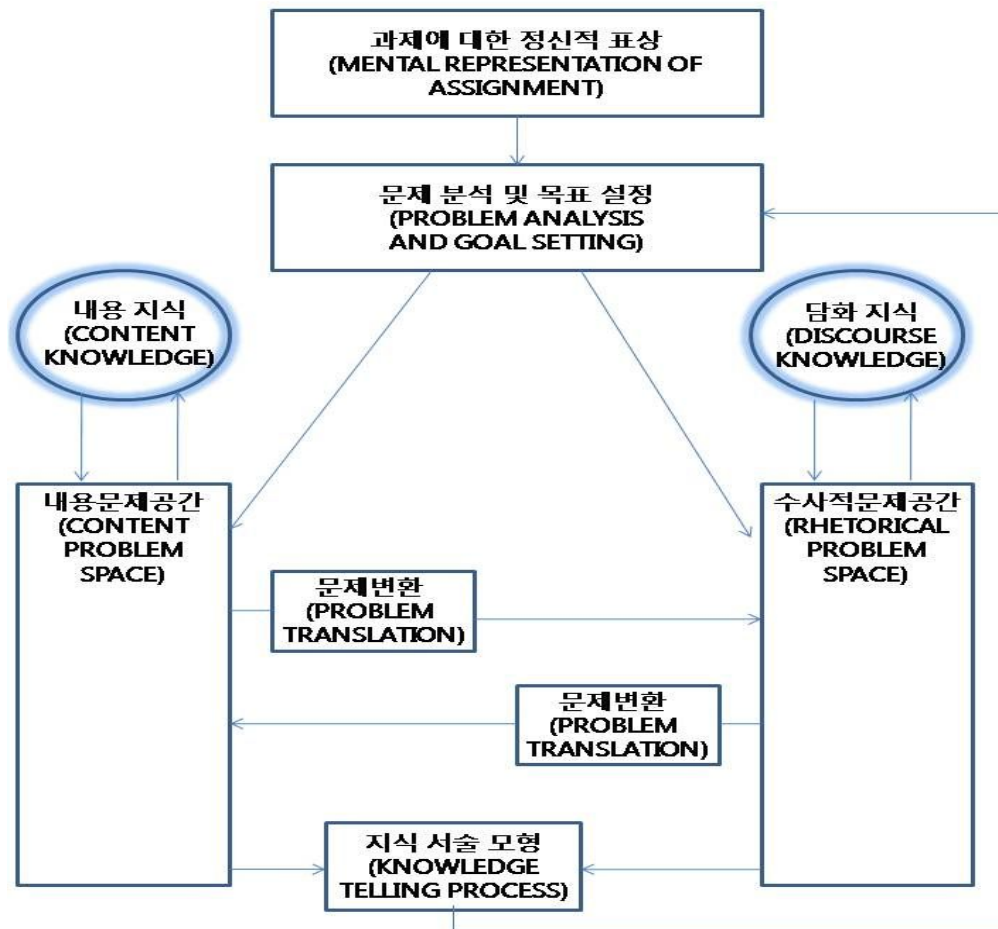 과제에 대한 정신적 표상
(MENTAL REPRESENTATION OF
ASSIGNMENT)
문제 분석 및 목표 설정
(PROBLEM ANALYSIS
AND GOAL SETTING)
내용 지식
(CONTENT
KNOWLEDGE)
담화 지식
(DISCOURSE
KNOWLEDGE)
내용문제공간
(CONTENT
PROBLEM
SPACE)
수사적문제공간
(RHETORICAL
PROBLEM
SPACE)
문제변환
(PROBLEM
TRANSLATION)
문제변환
(PROBLEM
TRANSLATION)
지식 서술 모형
(KNOWLEDGE
TELLING PROCESS)